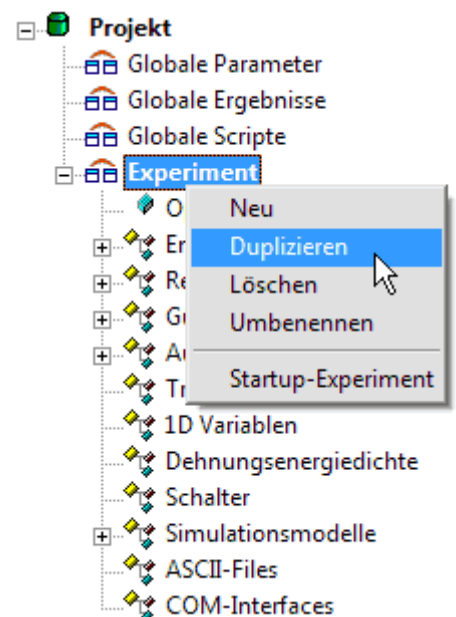 Projekt
Globale Parameter
Globale Ergebnisse
Globale Scripte
Experiment
Neu
Duplizieren
Löschen
Umbenennen
Startup-Experiment
1D Variablen
Dehnungsenergiedichte
Schalter
Simulationsmodelle
ASCII-Files
COM-Interfaces